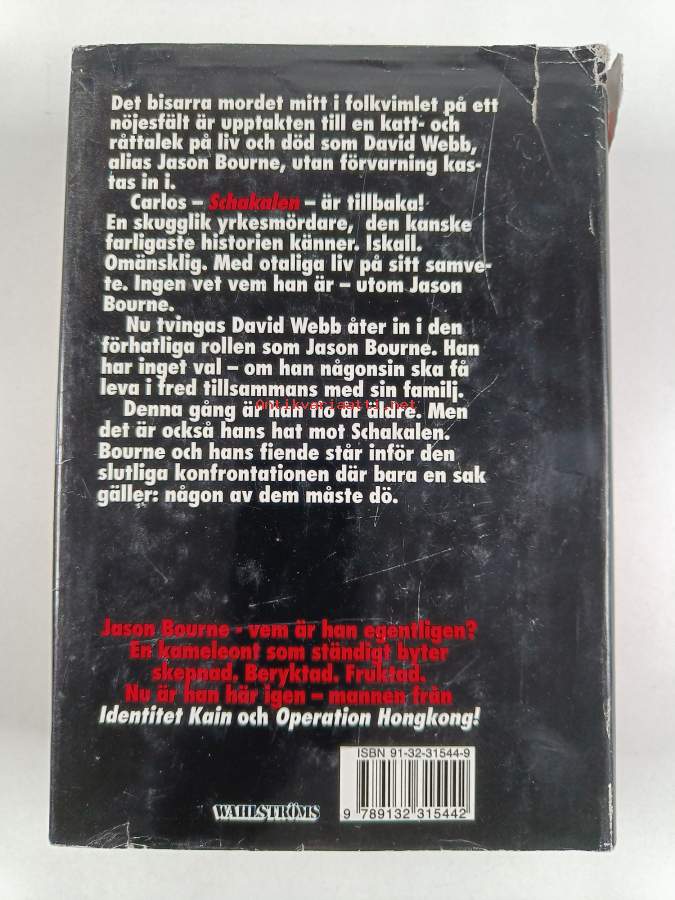 Det bisarra mordet mitt i folkvimlet på ett
nöjesfält är upptakten till en katt- och
råttalek på liv och död som David Webb,
alias Jason Bourne, utan förvarning kas-
tas in i.
Carlos – Schakalen – är tillbaka!
En skugglik yrkesmördare, den kanske
farligaste historien känner. Iskall.
Omänsklig. Med otaliga liv på sitt samve-
te. Ingen vet vem han är – utom Jason
Bourne.
Nu tvingas David Webb åter in i den
förhatliga rollen som Jason Bourne. Han
har inget val – om han någonsin ska få
leva i fred tillsammans med sin familj.
Antikvariaatti.net
Denna gång är han tio år äldre. Men
det är också hans hat mot Schakalen.
Bourne och hans fiende står inför den
slutliga konfrontationen där bara en sak
gäller: någon av dem måste dö.
Jason Bourne - vem är han egentligen?
En kameleont som ständigt byter
skepnad. Beryktad. Fruktad.
Nu är han här igen – mannen från
Identitet Kain och Operation Hongkong!
ISBN 91-32-31544-9
WAHLSTRÖMS
9 789132 315442